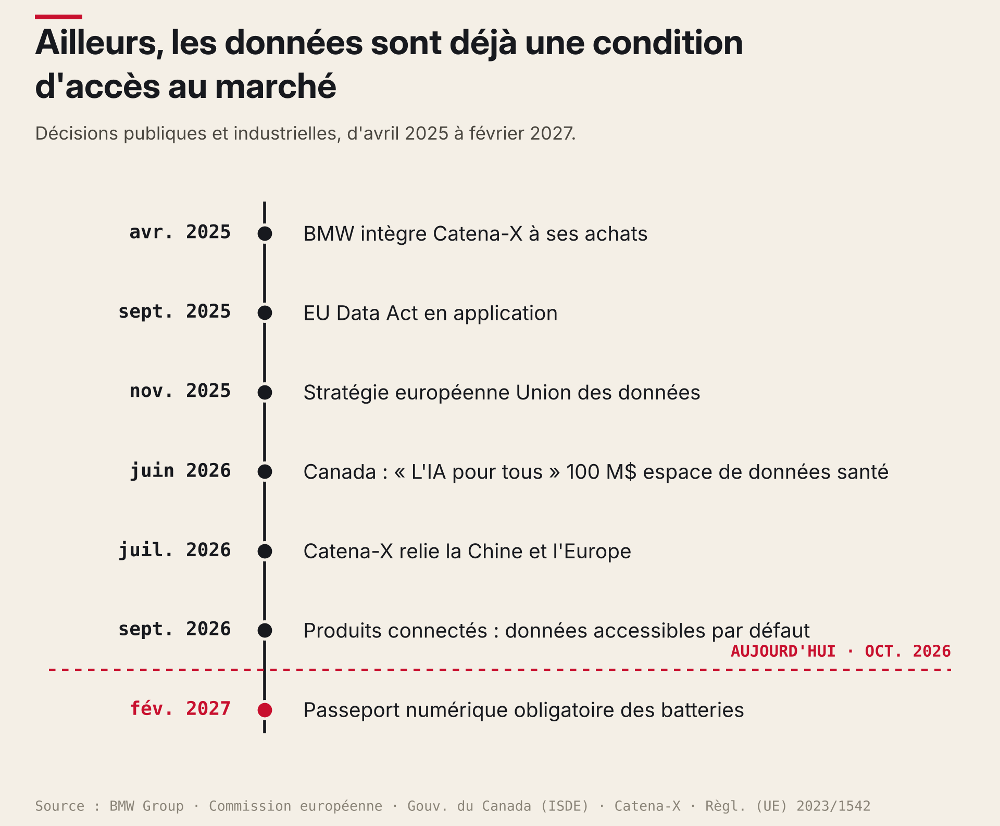 Ailleurs, les données sont déjà une condition
d'accès au marché
Décisions publiques et industrielles, d'avril 2025 à février 2027.
avr. 2025 BMW intègre Catena-X à ses achats
sept. 2025 EU Data Act en application
nov. 2025 Stratégie européenne Union des données
juin 2026 Canada : « L'IA pour tous » 100 M$ espace de données santé
juil. 2026 Catena-X relie la Chine et l'Europe
sept. 2026 Produits connectés : données accessibles par défaut
AUJOURD'HUI · OCT. 2026
fév. 2027 Passeport numérique obligatoire des batteries
Source : BMW Group · Commission européenne · Gouv. du Canada (ISDE) · Catena-X · Règl. (UE) 2023/1542